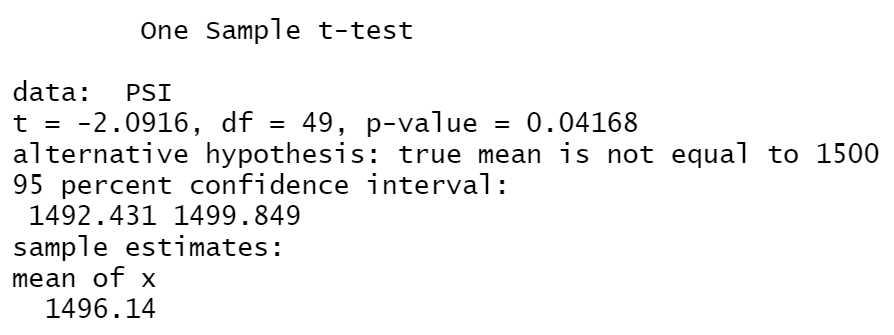 One Sample t-test
data:  PSI
t = -2.0916, df = 49, p-value = 0.04168
alternative hypothesis: true mean is not equal to 1500
95 percent confidence interval:
1492.431 1499.849
sample estimates:
mean of x
1496.14